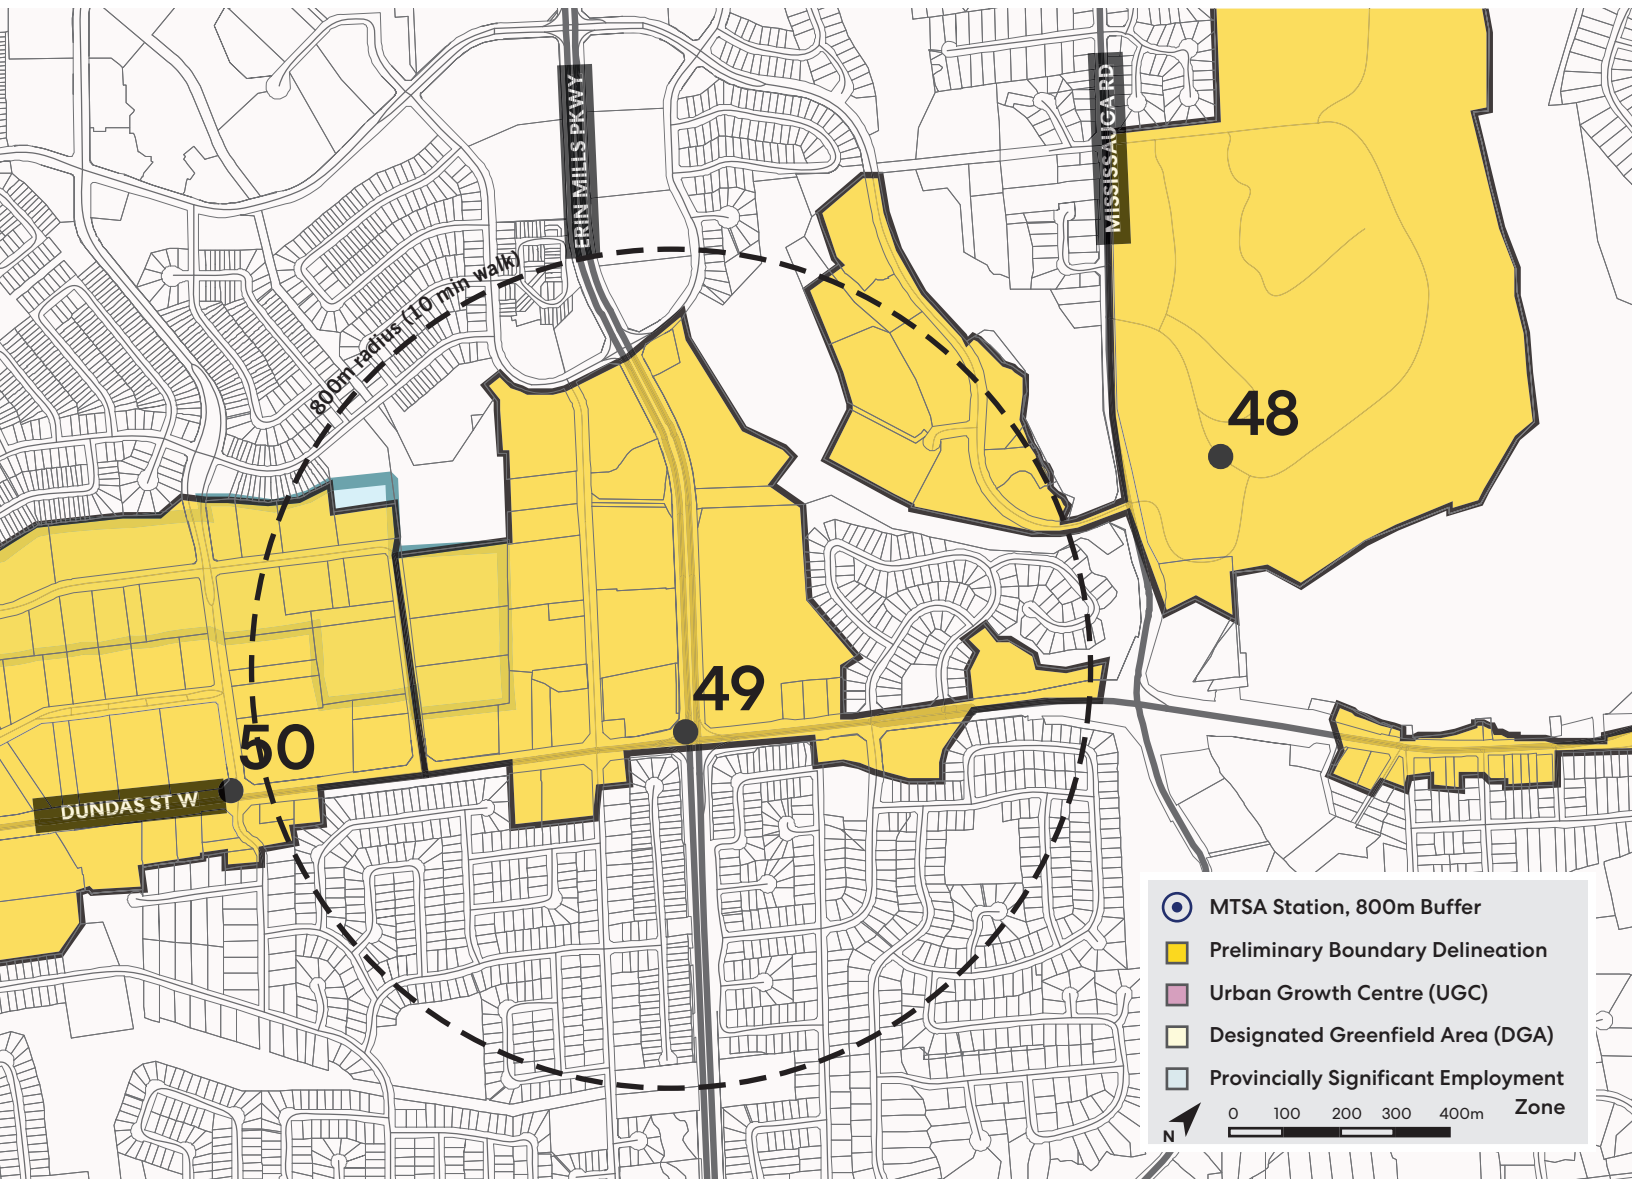 ERIN MILLS PKWY
MISSISSAUGA RD
800m radius (10 min walk)
48
49
50
DUNDAS ST W
MTSA Station, 800m Buffer
Preliminary Boundary Delineation
Urban Growth Centre (UGC)
Designated Greenfield Area (DGA)
Provincially Significant Employment
Zone
N
0 100 200 300 400m